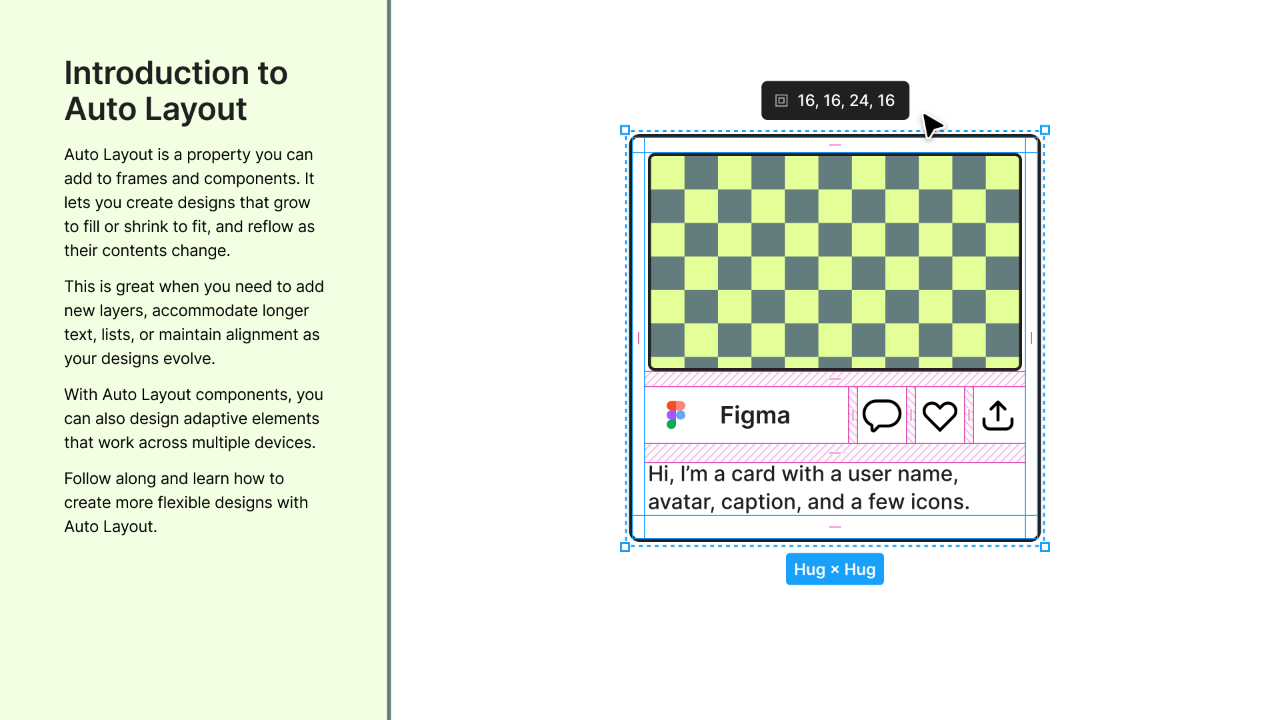 Introduction to
Auto Layout
Auto Layout is a property you can
add to frames and components. It
lets you create designs that grow
to fill or shrink to fit, and reflow as
their contents change.
This is great when you need to add
new layers, accommodate longer
text, lists, or maintain alignment as
your designs evolve.
With Auto Layout components, you
can also design adaptive elements
that work across multiple devices.
Follow along and learn how to
create more flexible designs with
Auto Layout.
16, 16, 24, 16
Figma
Hi, I’m a card with a user name,
avatar, caption, and a few icons.
Hug × Hug